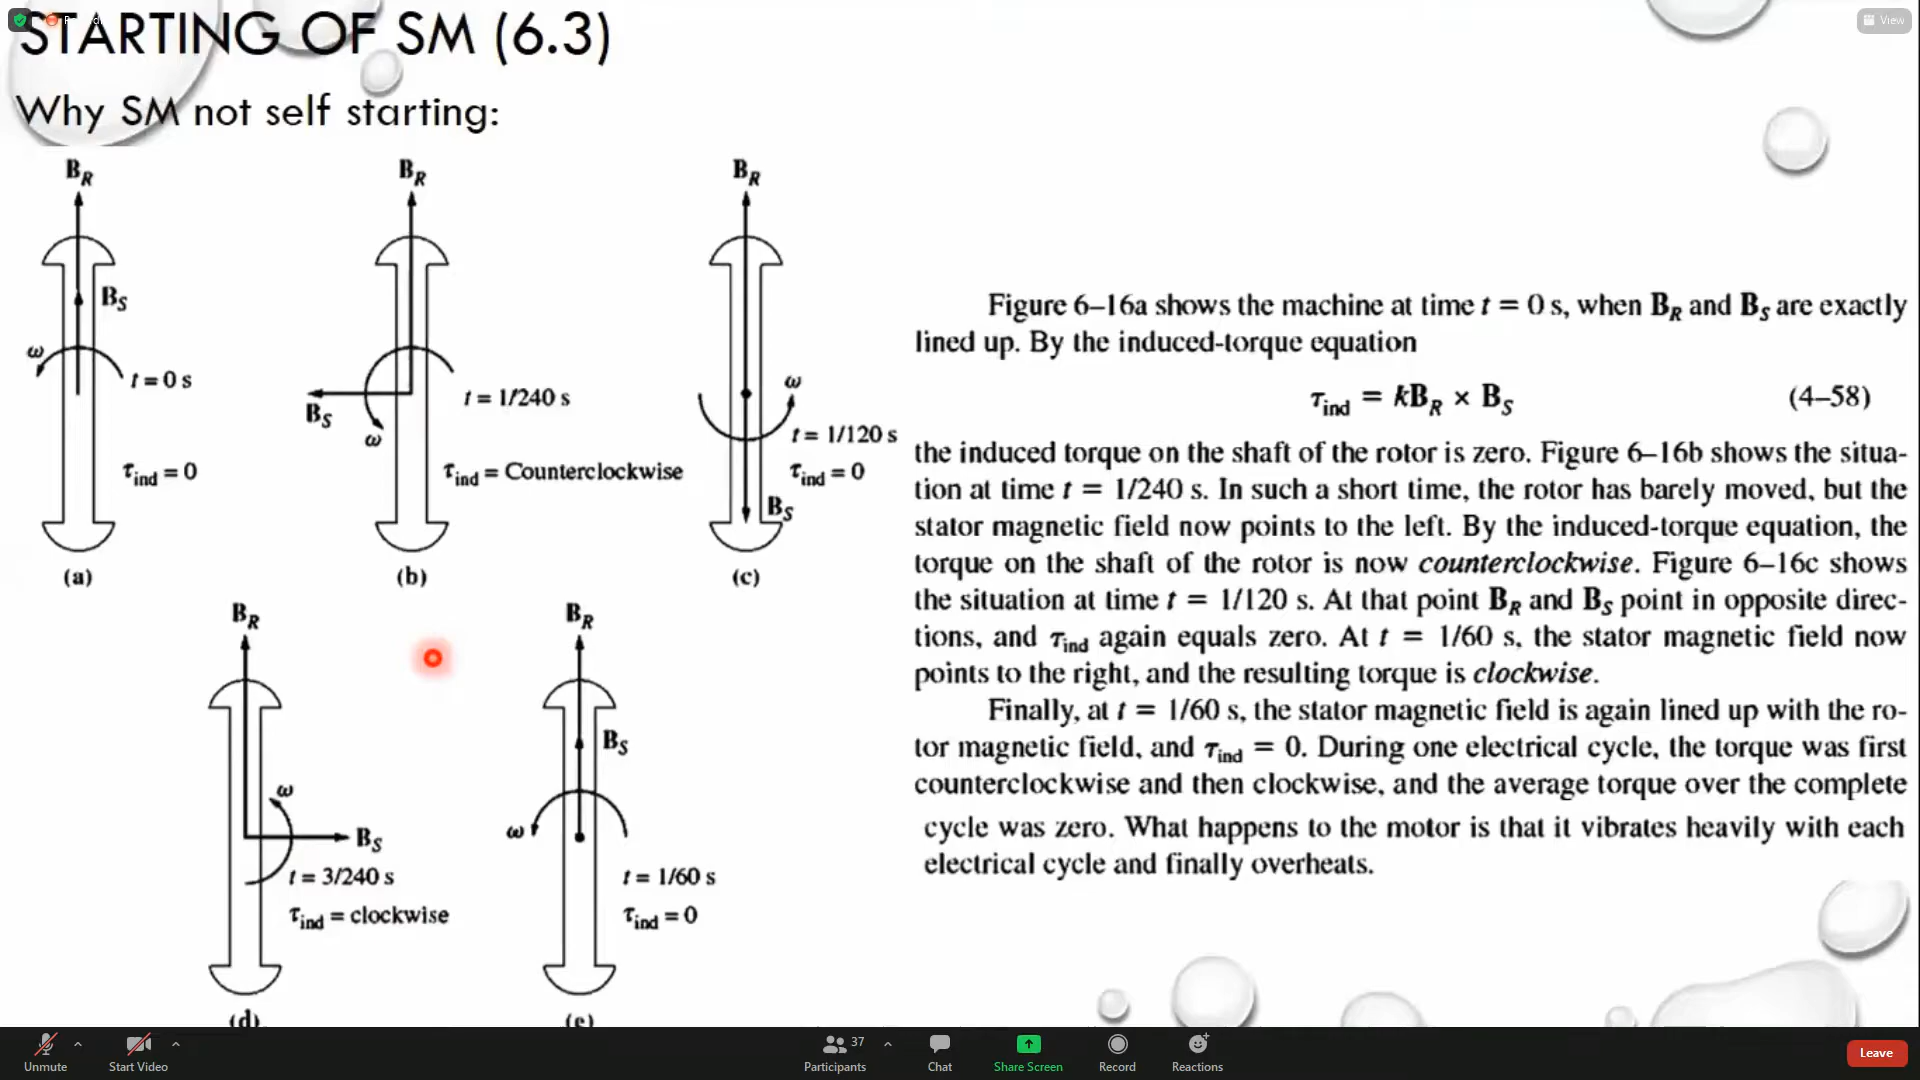 STARTING OF SM (6.3)
View
Why SM not self starting:
B_R
B_S
ω
t = 0 s
τ_ind = 0
(a)
B_R
B_S
ω
t = 1/240 s
τ_ind = Counterclockwise
(b)
B_R
ω
t = 1/120 s
τ_ind = 0
B_S
(c)
B_R
ω
B_S
t = 3/240 s
τ_ind = clockwise
(d)
B_R
B_S
ω
t = 1/60 s
τ_ind = 0
(e)
Figure 6–16a shows the machine at time t = 0 s, when B_R and B_S are exactly
lined up. By the induced-torque equation
τ_ind = kB_R × B_S (4–58)
the induced torque on the shaft of the rotor is zero. Figure 6–16b shows the situa-
tion at time t = 1/240 s. In such a short time, the rotor has barely moved, but the
stator magnetic field now points to the left. By the induced-torque equation, the
torque on the shaft of the rotor is now counterclockwise. Figure 6–16c shows
the situation at time t = 1/120 s. At that point B_R and B_S point in opposite direc-
tions, and τ_ind again equals zero. At t = 1/60 s, the stator magnetic field now
points to the right, and the resulting torque is clockwise.
Finally, at t = 1/60 s, the stator magnetic field is again lined up with the ro-
tor magnetic field, and τ_ind = 0. During one electrical cycle, the torque was first
counterclockwise and then clockwise, and the average torque over the complete
cycle was zero. What happens to the motor is that it vibrates heavily with each
electrical cycle and finally overheats.
Unmute
Start Video
37
Participants
Chat
Share Screen
Record
Reactions
Leave